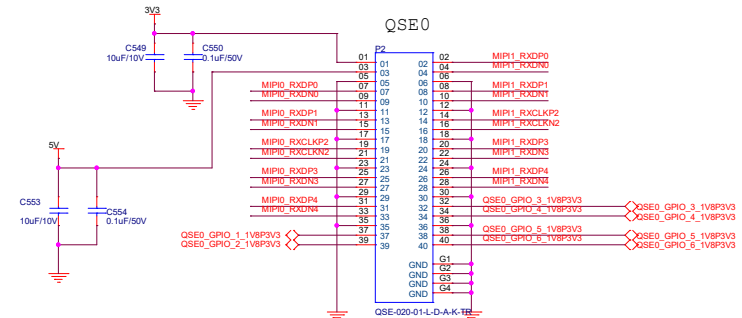 3V3
QSE0
C549
10uF/10V
C550
0.1uF/50V
P2
01 01 02 02 MIPI1_RXDP0
03 03 04 04 MIPI1_RXDN0
05 05 06 06
MIPI0_RXDP0 07 07 08 08 MIPI1_RXDP1
MIPI0_RXDN0 09 09 10 10 MIPI1_RXDN1
11 11 12 12
MIPI0_RXDP1 13 13 14 14 MIPI1_RXCLKP2
MIPI0_RXDN1 15 15 16 16 MIPI1_RXCLKN2
17 17 18 18
MIPI0_RXCLKP2 19 19 20 20 MIPI1_RXDP3
MIPI0_RXCLKN2 21 21 22 22 MIPI1_RXDN3
23 23 24 24
MIPI0_RXDP3 25 25 26 26 MIPI1_RXDP4
MIPI0_RXDN3 27 27 28 28 MIPI1_RXDN4
29 29 30 30
MIPI0_RXDP4 31 31 32 32 QSE0_GPIO_3_1V8P3V3 QSE0_GPIO_3_1V8P3V3
MIPI0_RXDN4 33 33 34 34 QSE0_GPIO_4_1V8P3V3 QSE0_GPIO_4_1V8P3V3
35 35 36 36
QSE0_GPIO_1_1V8P3V3 37 37 38 38 QSE0_GPIO_5_1V8P3V3 QSE0_GPIO_5_1V8P3V3
QSE0_GPIO_2_1V8P3V3 39 39 40 40 QSE0_GPIO_6_1V8P3V3 QSE0_GPIO_6_1V8P3V3
GND G1
GND G2
GND G3
GND G4
QSE-020-01-L-D-A-K-TR
5V
C553
10uF/10V
C554
0.1uF/50V